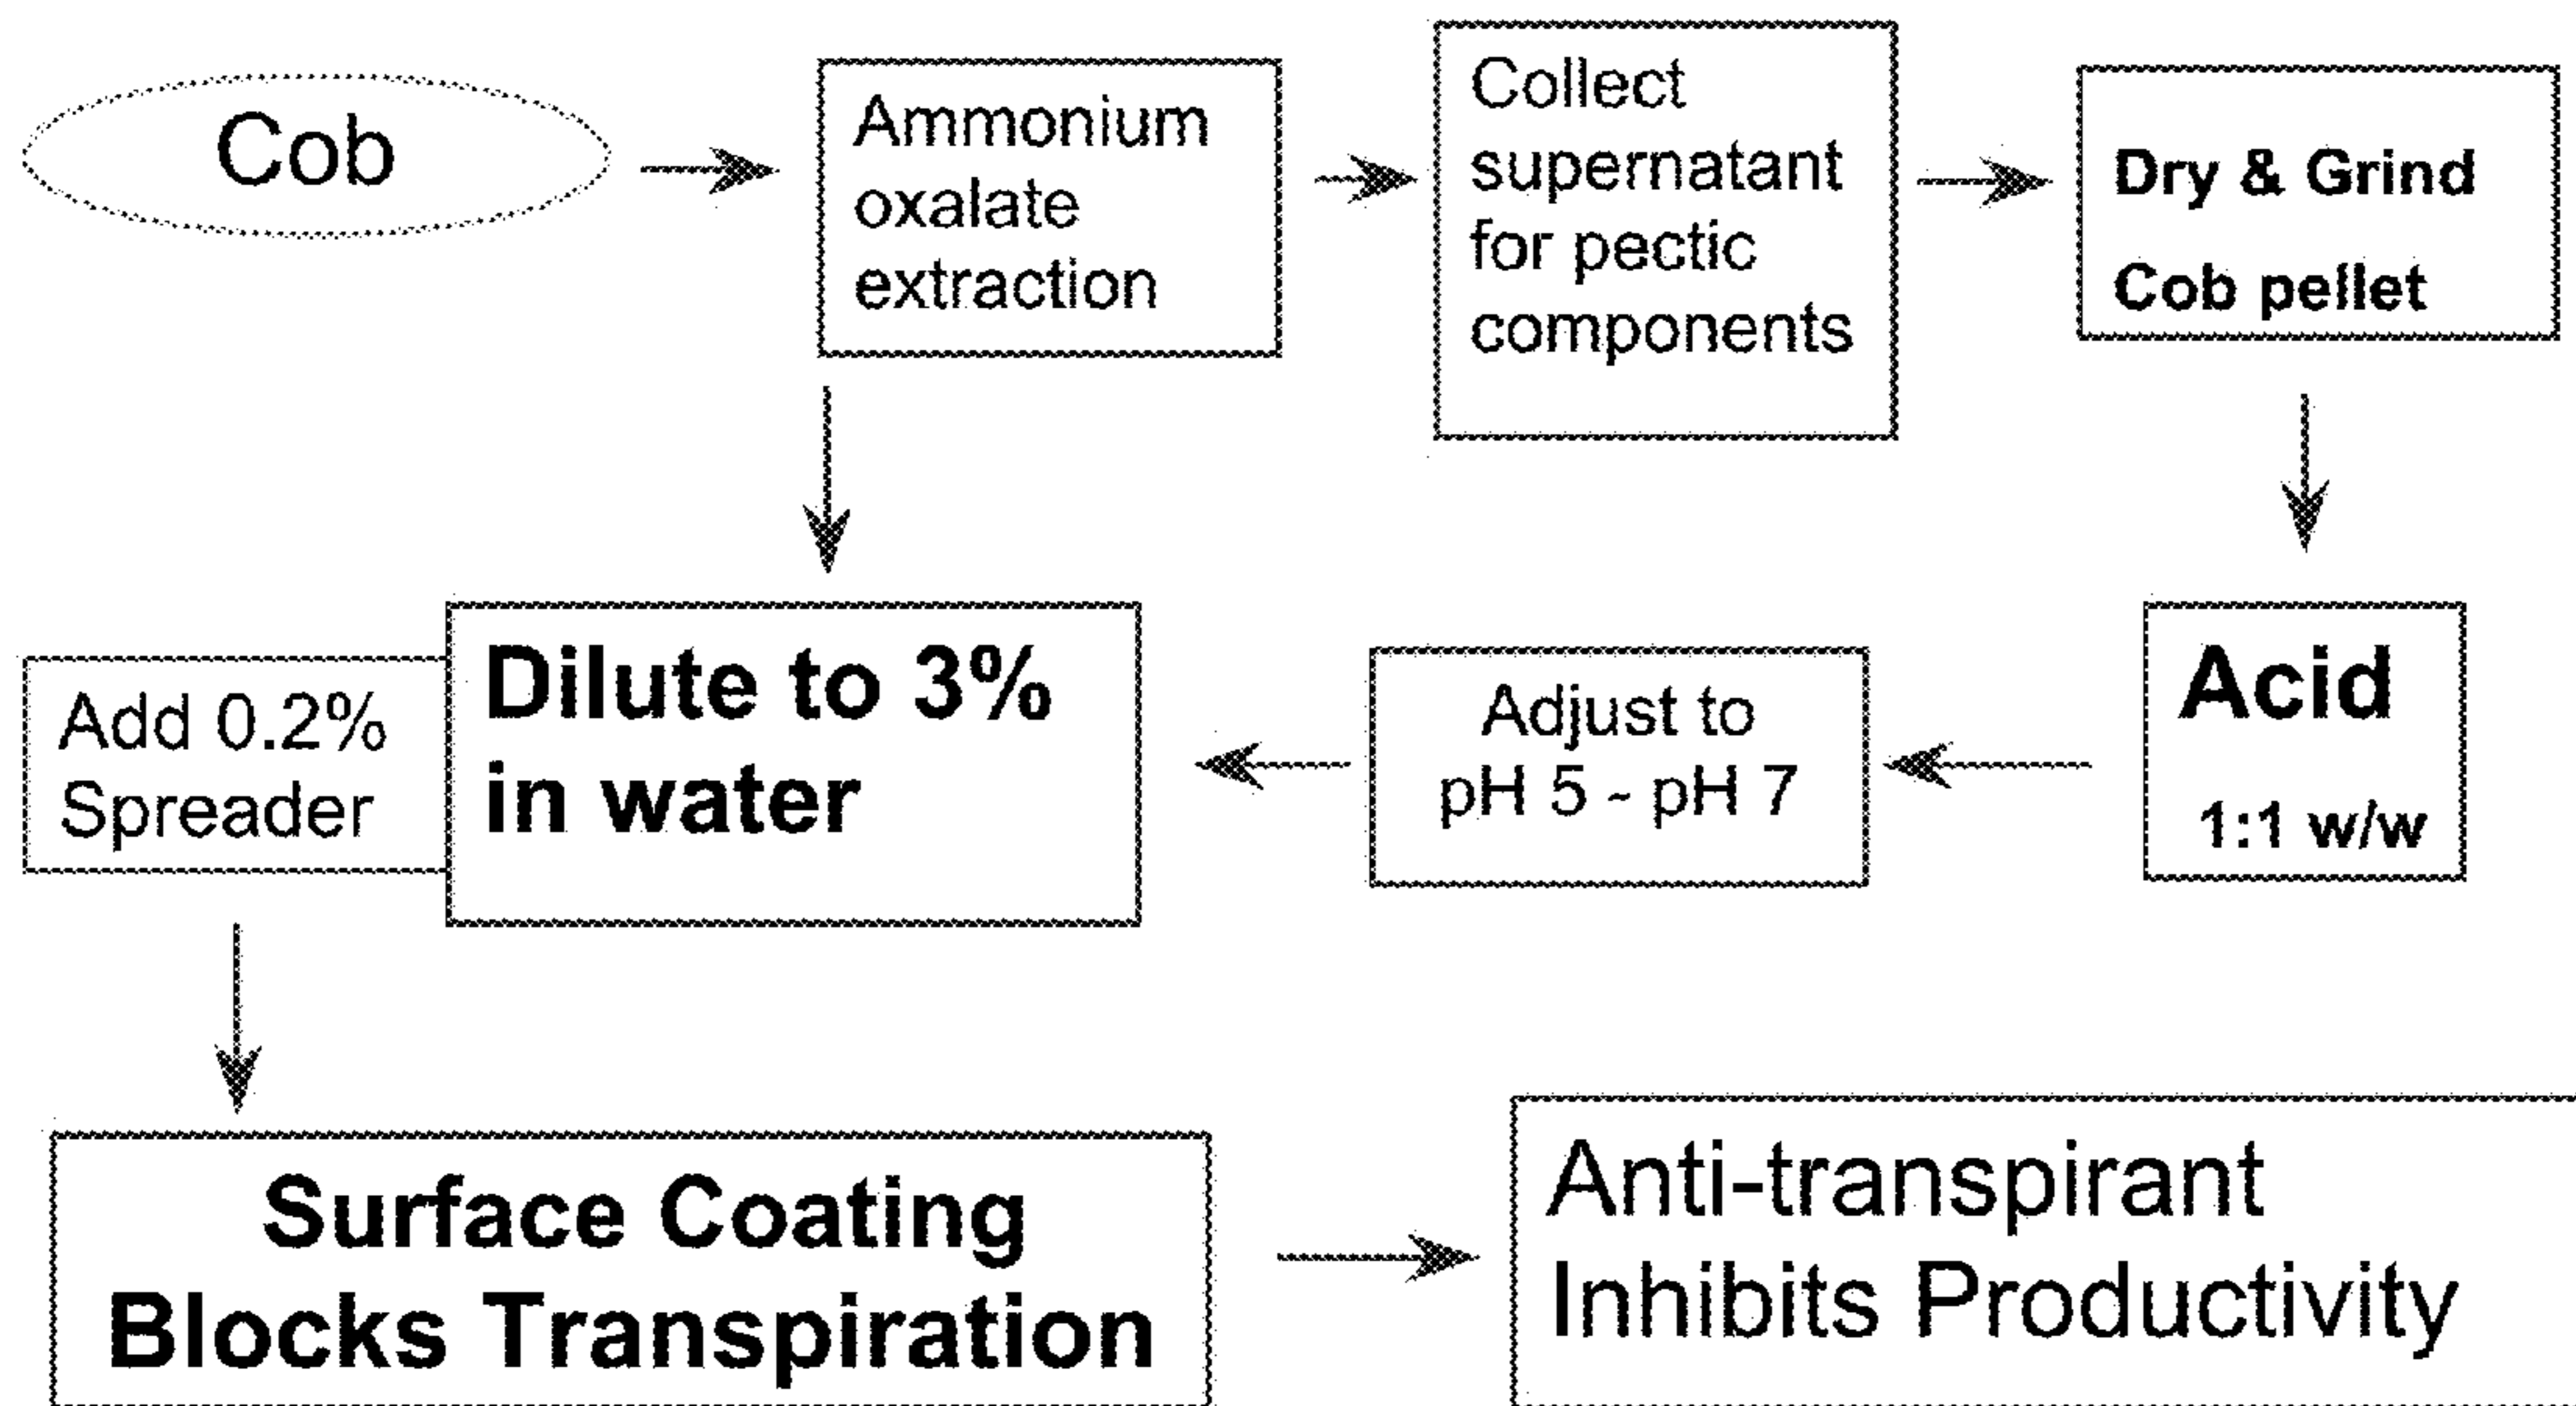 Cob
Ammonium
oxalate
extraction
Collect
supernatant
for pectic
components
Dry & Grind
Cob pellet
Acid
1:1 w/w
Adjust to
pH 5 - pH 7
Dilute to 3%
in water
Add 0.2%
Spreader
Surface Coating
Blocks Transpiration
Anti-transpirant
Inhibits Productivity